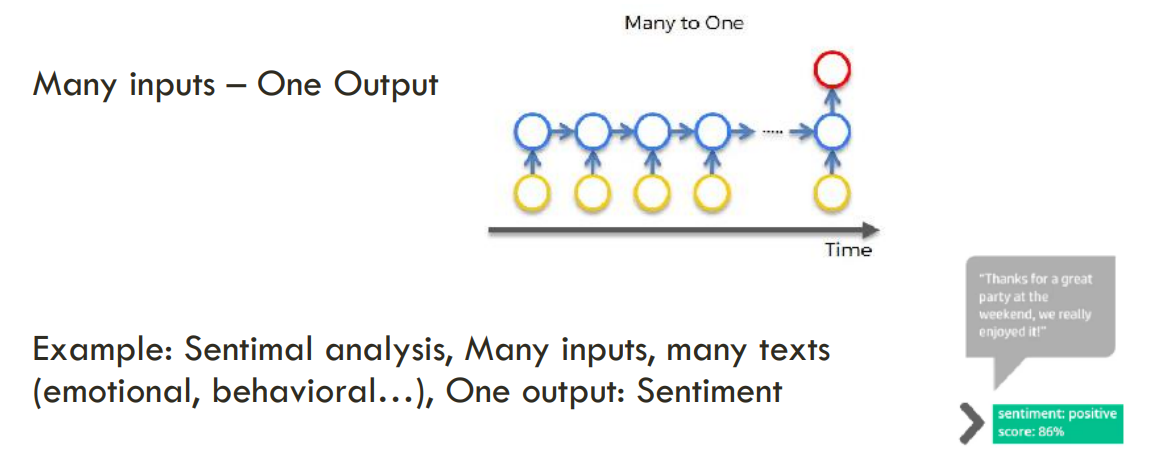 Many to One
Many inputs – One Output
.....
Time
"Thanks for a great
party at the
weekend, we really
enjoyed it!"
Example: Sentimal analysis, Many inputs, many texts
(emotional, behavioral...), One output: Sentiment
sentiment: positive
score: 86%